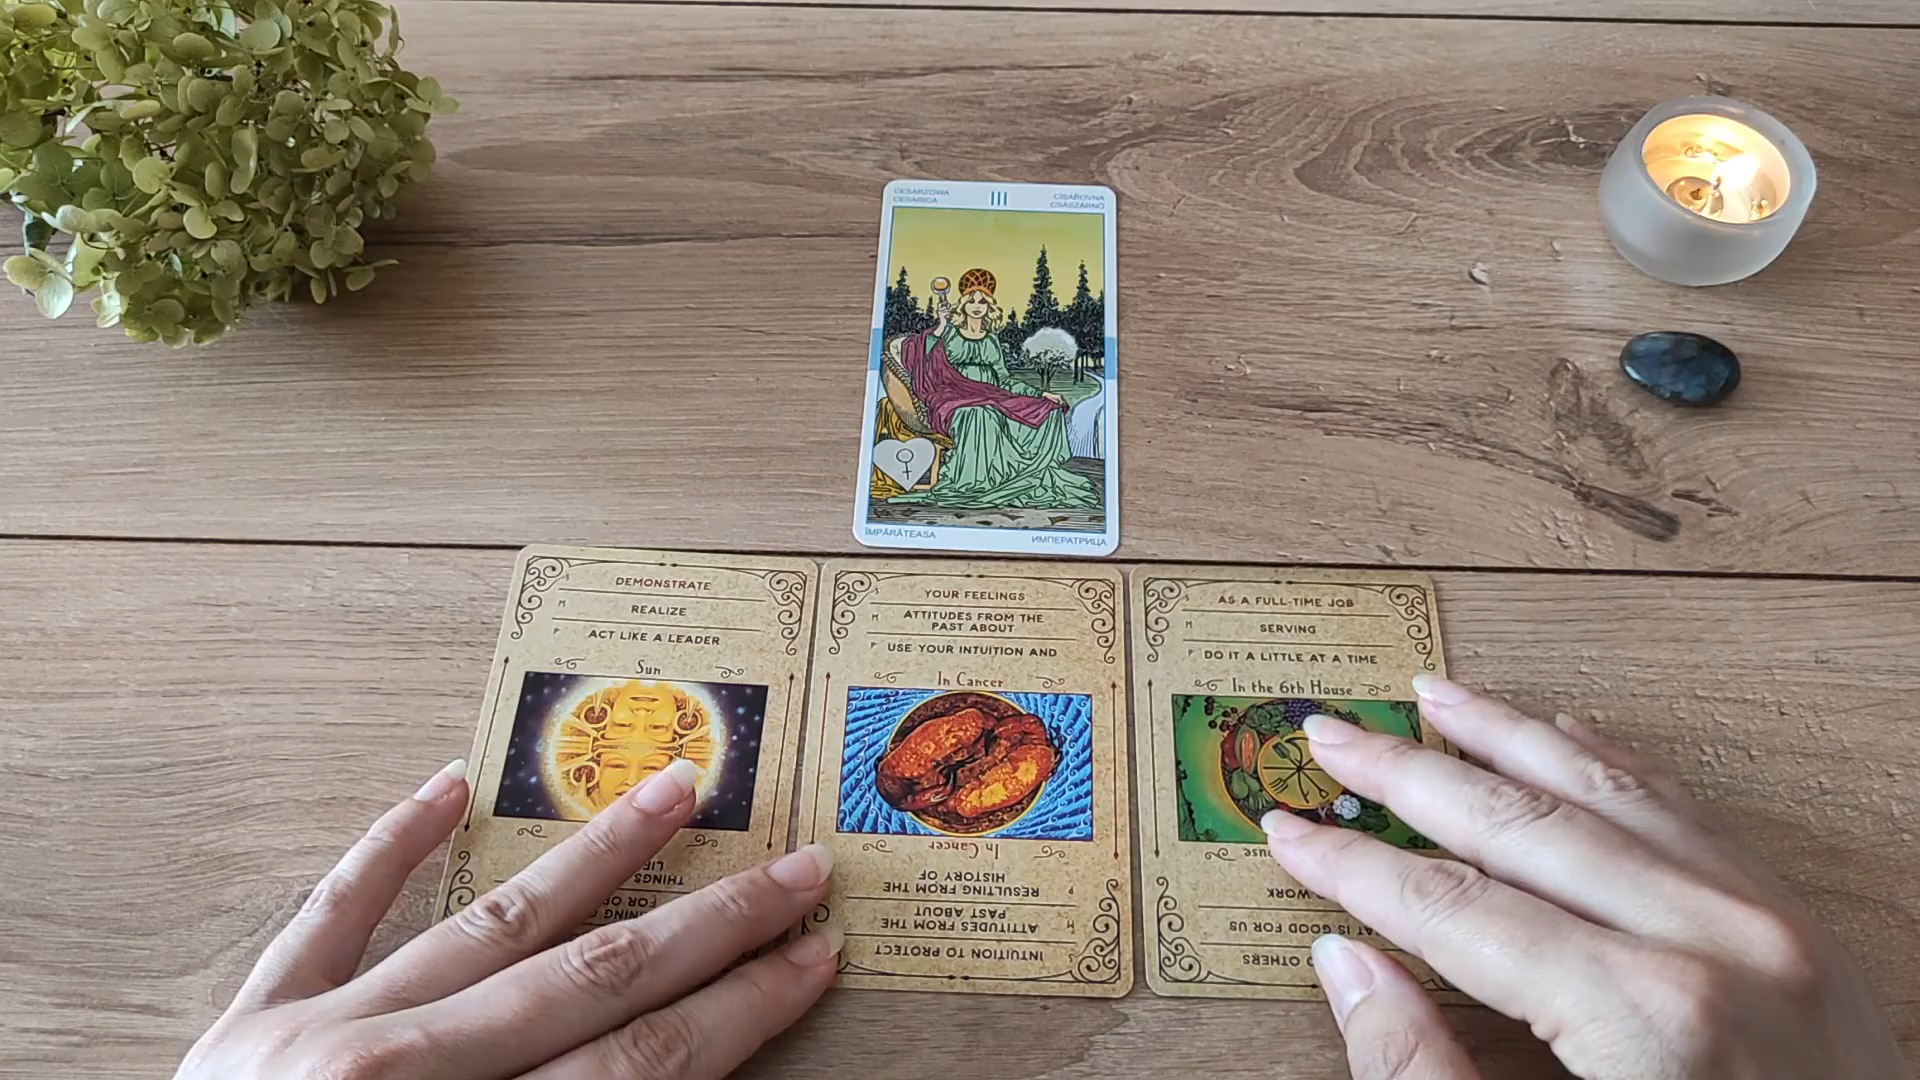 CESARZOWA
CESARICA
III
CÍSAŘOVNA
CSÁSZÁRNŐ
ÎMPĂRĂTEASA
ИМПЕРАТРИЦА
S DEMONSTRATE
M REALIZE
P ACT LIKE A LEADER
Sun
THINGS
S YOUR FEELINGS
M ATTITUDES FROM THE
PAST ABOUT
P USE YOUR INTUITION AND
In Cancer
In Cancer
HISTORY OF
P RESULTING FROM THE
PAST ABOUT
M ATTITUDES FROM THE
S INTUITION TO PROTECT
S AS A FULL-TIME JOB
M SERVING
P DO IT A LITTLE AT A TIME
In the 6th House
WORK
IS GOOD FOR US
OTHERS